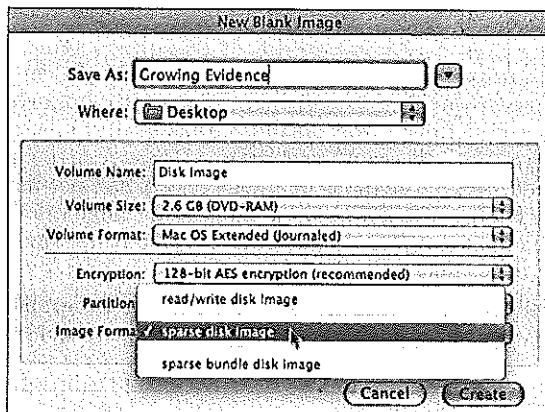 New Blank Image
Save As: Growing Evidence
Where: Desktop
Volume Name: Disk Image
Volume Size: 2.6 GB (DVD-RAM)
Volume Format: Mac OS Extended (Journaled)
Encryption: 128-bit AES encryption (recommended)
Partition
read/write disk image
Image Forma ✓ sparse disk image
sparse bundle disk image
Cancel Create